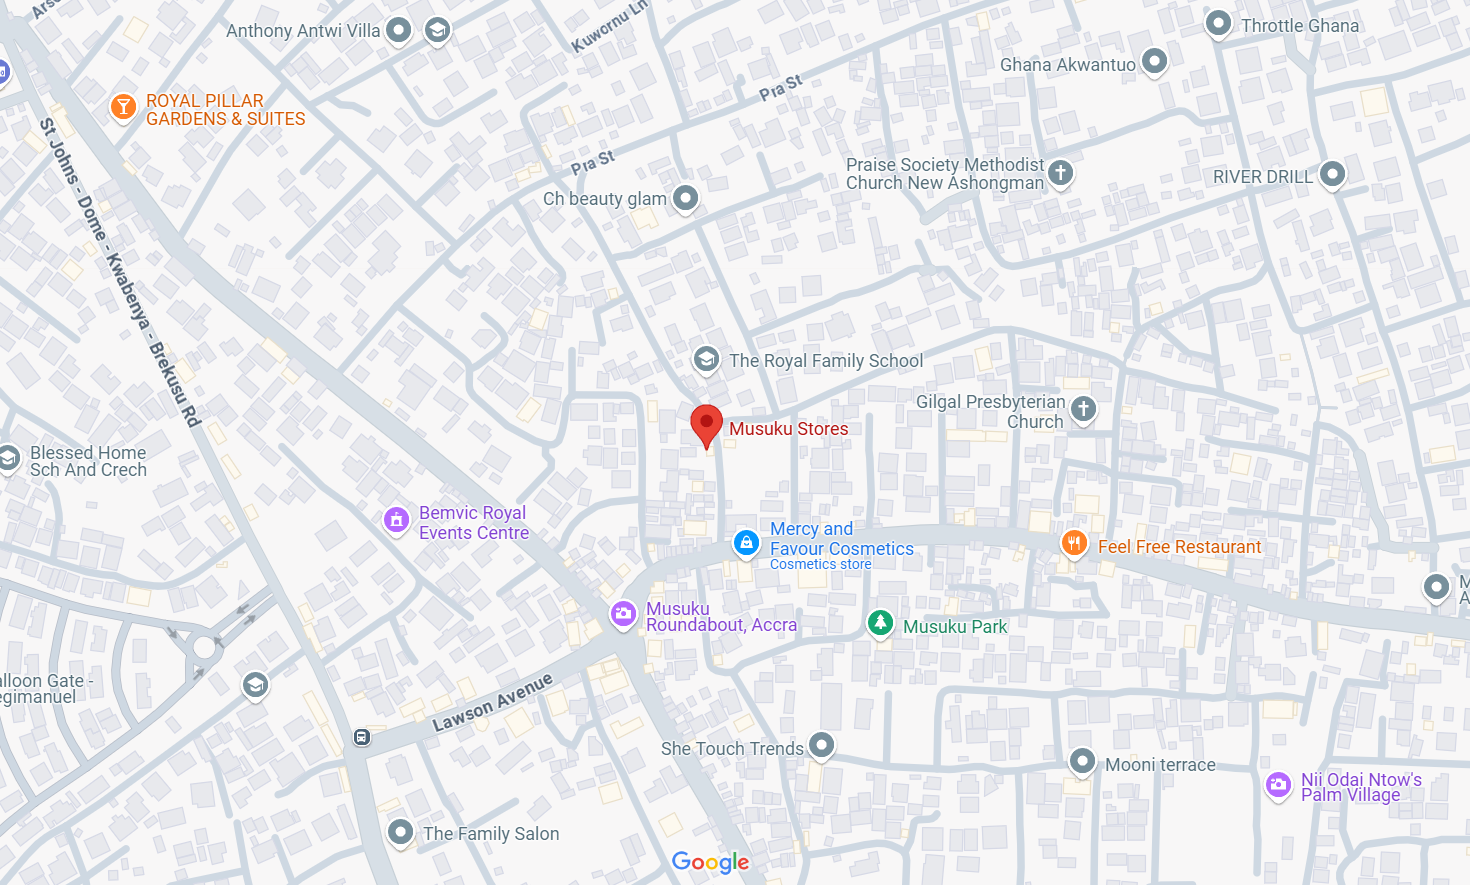 Anthony Antwi Villa
Kuwornu Ln
Throttle Ghana
Ghana Akwantuo
ROYAL PILLAR
GARDENS & SUITES
Pra St
Pra St
St Johns - Dome - Kwabenya - Brekusu Rd
Praise Society Methodist
Church New Ashongman
RIVER DRILL
Ch beauty glam
The Royal Family School
Gilgal Presbyterian
Church
Musuku Stores
Blessed Home
Sch And Crech
Bemvic Royal
Events Centre
Mercy and
Favour Cosmetics
Cosmetics store
Feel Free Restaurant
Musuku
Roundabout, Accra
Musuku Park
alloon Gate -
egimanuel
Lawson Avenue
She Touch Trends
Mooni terrace
Nii Odai Ntow's
Palm Village
The Family Salon
Google